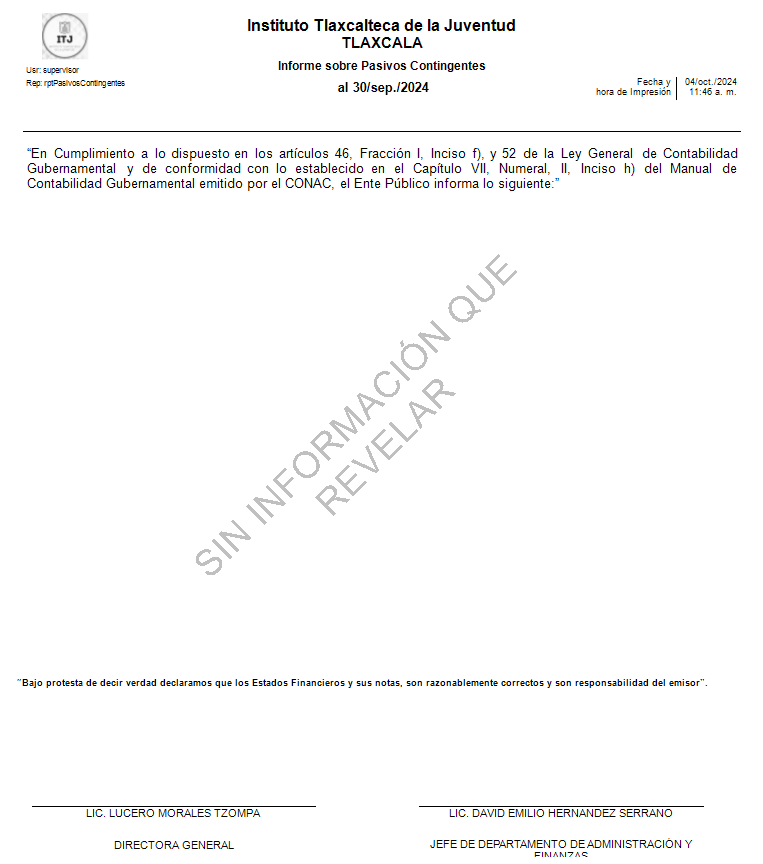 Instituto Tlaxcalteca de la Juventud
TLAXCALA
ITJ
Informe sobre Pasivos Contingentes
Usr: supervisor
Rep: rptPasivosContingentes
al 30/sep./2024
Fecha y 04/oct./2024
hora de Impresión 11:46 a. m.
"En Cumplimiento a lo dispuesto en los artículos 46, Fracción I, Inciso f), y 52 de la Ley General de Contabilidad
Gubernamental y de conformidad con lo establecido en el Capítulo VII, Numeral, II, Inciso h) del Manual de
Contabilidad Gubernamental emitido por el CONAC, el Ente Público informa lo siguiente:"
SIN INFORMACIÓN QUE
REVELAR
"Bajo protesta de decir verdad declaramos que los Estados Financieros y sus notas, son razonablemente correctos y son responsabilidad del emisor".
LIC. LUCERO MORALES TZOMPA
LIC. DAVID EMILIO HERNANDEZ SERRANO
DIRECTORA GENERAL
JEFE DE DEPARTAMENTO DE ADMINISTRACIÓN Y
FINANZAS